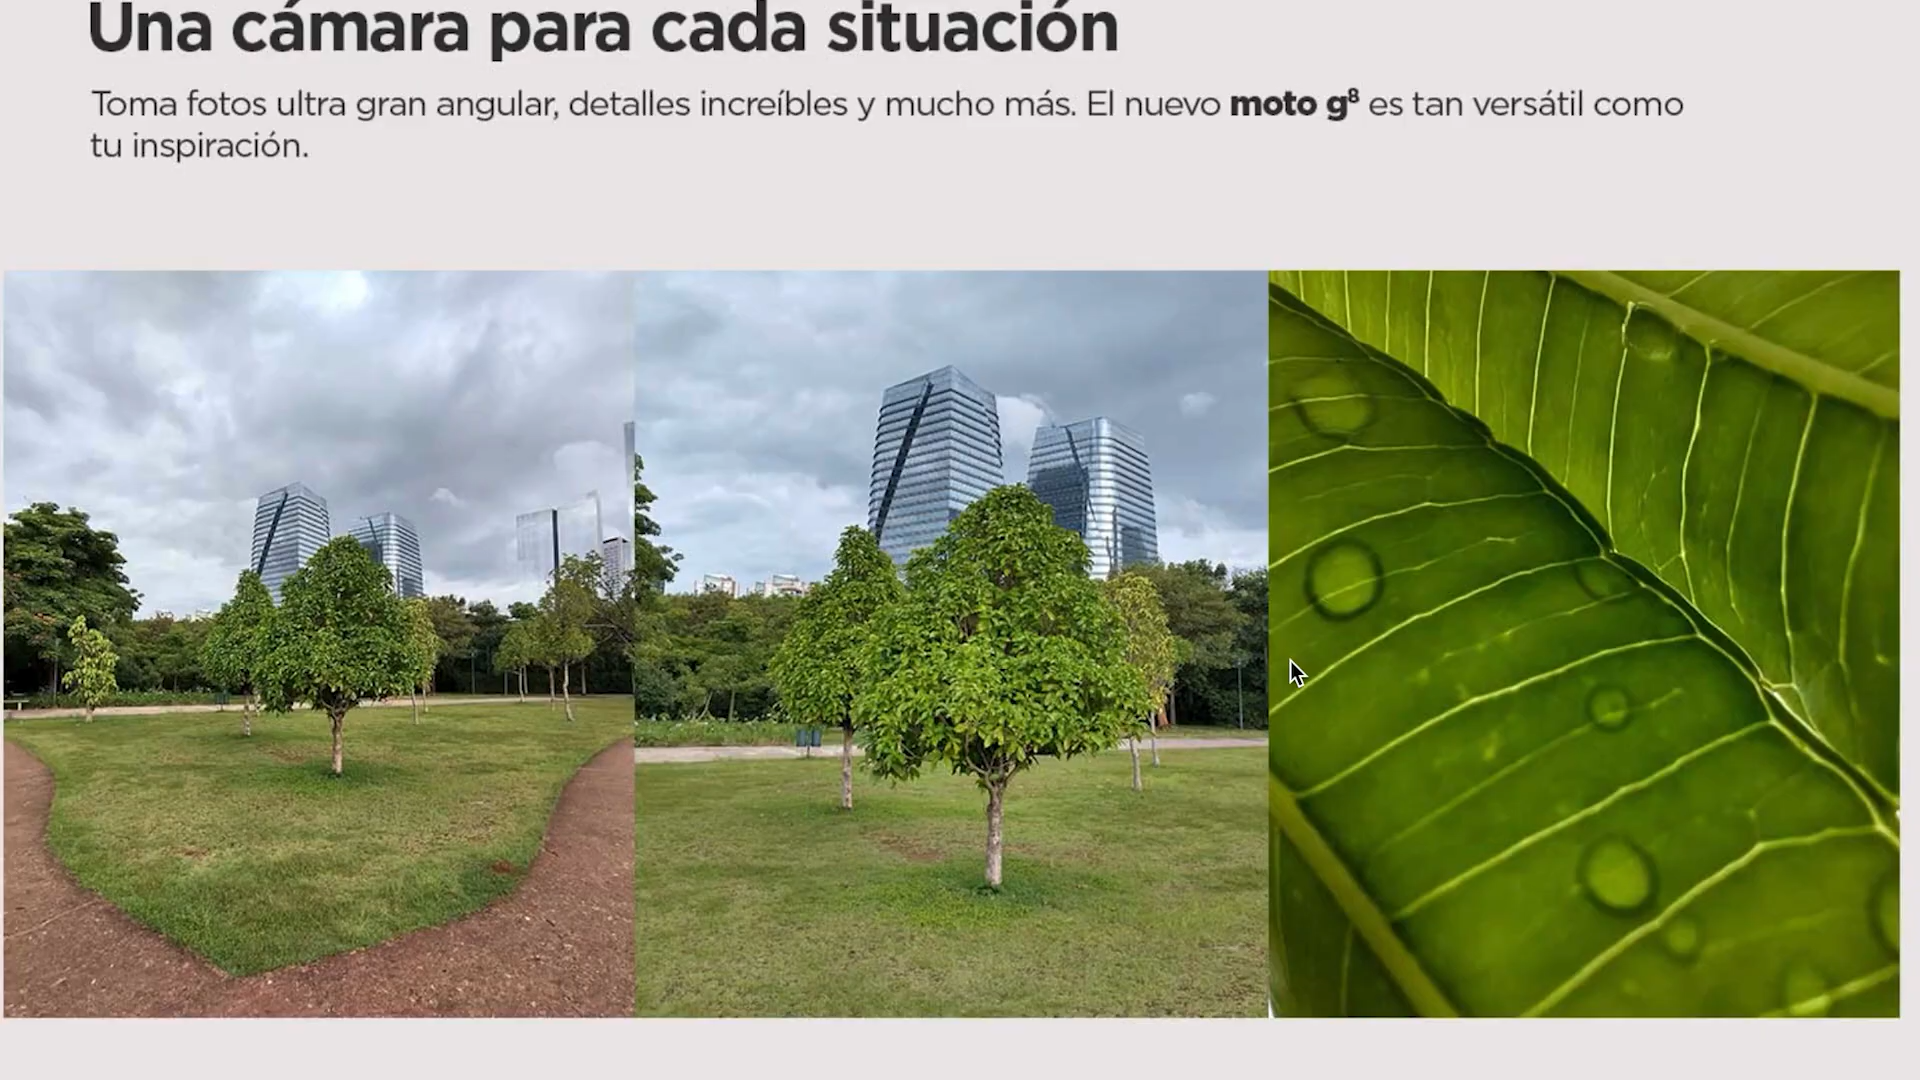 Una cámara para cada situación
Toma fotos ultra gran angular, detalles increíbles y mucho más. El nuevo moto g⁸ es tan versátil como
tu inspiración.